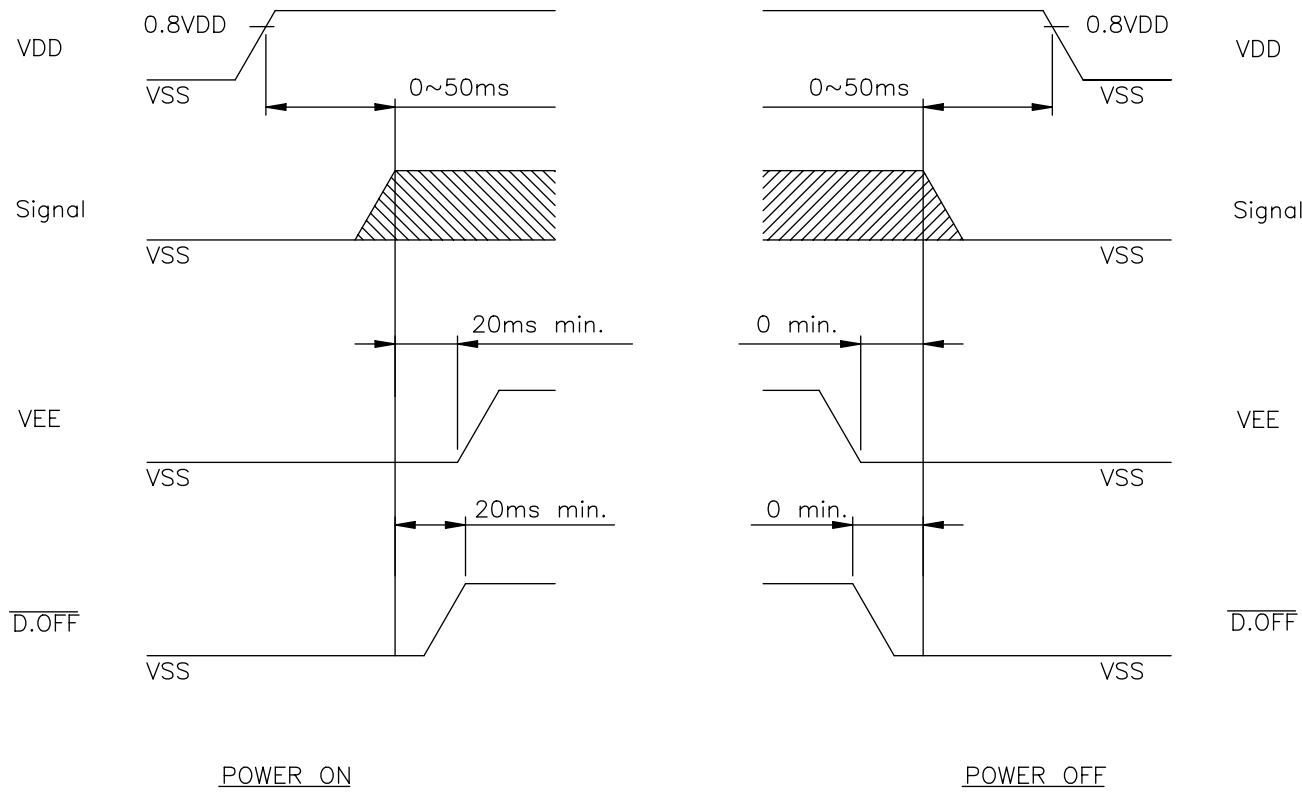 0.8VDD
0.8VDD
VDD
VDD
VSS
0~50ms
0~50ms
VSS
Signal
Signal
VSS
VSS
20ms min.
0 min.
VEE
VEE
VSS
VSS
20ms min.
0 min.
D.OFF
D.OFF
VSS
VSS
POWER ON
POWER OFF